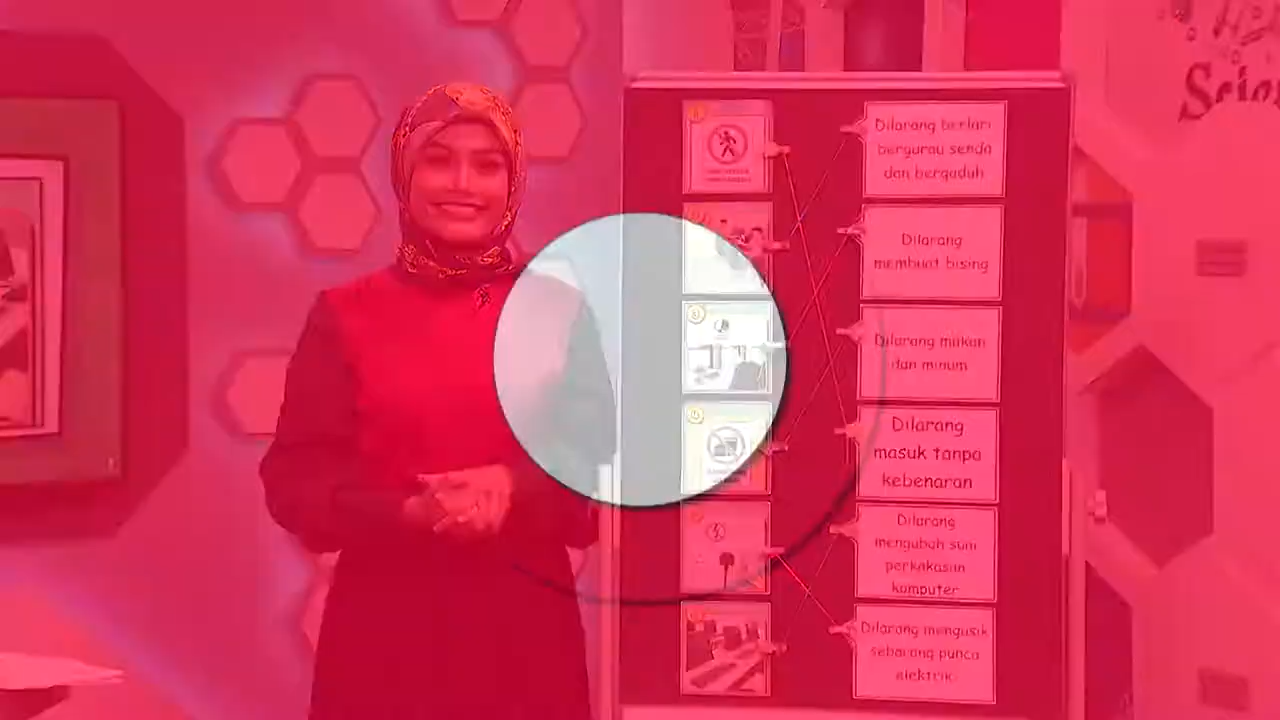 Dilarang berlari
bergurau senda
dan bergaduh
Dilarang
membuat bising
Dilarang makan
dan minum
Dilarang
masuk tanpa
kebenaran
Dilarang
mengubah suai
perkakasan
komputer
Dilarang mengusik
sebarang punca
elektrik